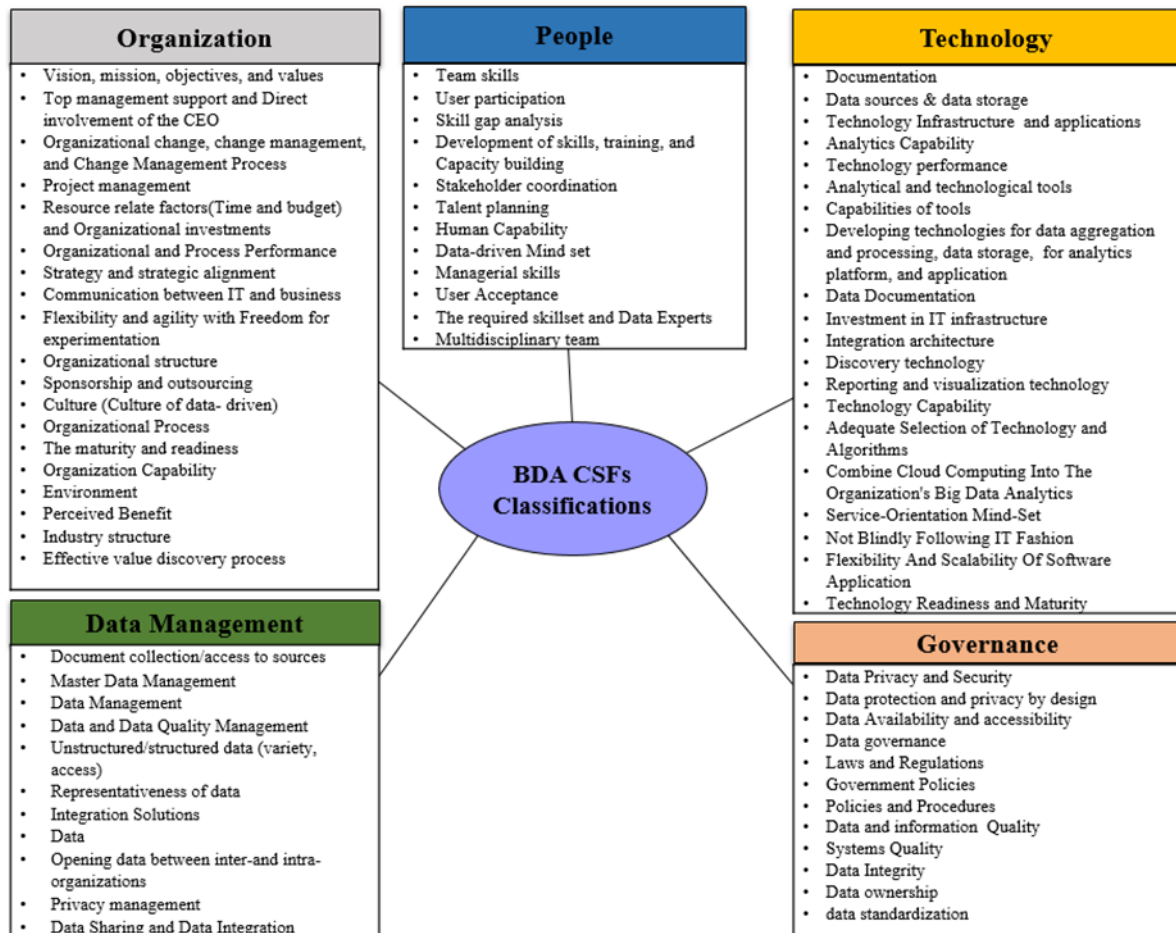 Organization
• Vision, mission, objectives, and values
• Top management support and Direct
involvement of the CEO
• Organizational change, change management,
and Change Management Process
• Project management
• Resource relate factors(Time and budget)
and Organizational investments
• Organizational and Process Performance
• Strategy and strategic alignment
• Communication between IT and business
• Flexibility and agility with Freedom for
experimentation
• Organizational structure
• Sponsorship and outsourcing
• Culture (Culture of data- driven)
• Organizational Process
• The maturity and readiness
• Organization Capability
• Environment
• Perceived Benefit
• Industry structure
• Effective value discovery process
People
• Team skills
• User participation
• Skill gap analysis
• Development of skills, training, and
Capacity building
• Stakeholder coordination
• Talent planning
• Human Capability
• Data-driven Mind set
• Managerial skills
• User Acceptance
• The required skillset and Data Experts
• Multidisciplinary team
Technology
• Documentation
• Data sources & data storage
• Technology Infrastructure and applications
• Analytics Capability
• Technology performance
• Analytical and technological tools
• Capabilities of tools
• Developing technologies for data aggregation
and processing, data storage, for analytics
platform, and application
• Data Documentation
• Investment in IT infrastructure
• Integration architecture
• Discovery technology
• Reporting and visualization technology
• Technology Capability
• Adequate Selection of Technology and
Algorithms
• Combine Cloud Computing Into The
Organization's Big Data Analytics
• Service-Orientation Mind-Set
• Not Blindly Following IT Fashion
• Flexibility And Scalability Of Software
Application
• Technology Readiness and Maturity
BDA CSFs
Classifications
Data Management
• Document collection/access to sources
• Master Data Management
• Data Management
• Data and Data Quality Management
• Unstructured/structured data (variety,
access)
• Representativeness of data
• Integration Solutions
• Data
• Opening data between inter-and intra-
organizations
• Privacy management
• Data Sharing and Data Integration
Governance
• Data Privacy and Security
• Data protection and privacy by design
• Data Availability and accessibility
• Data governance
• Laws and Regulations
• Government Policies
• Policies and Procedures
• Data and information Quality
• Systems Quality
• Data Integrity
• Data ownership
• data standardization